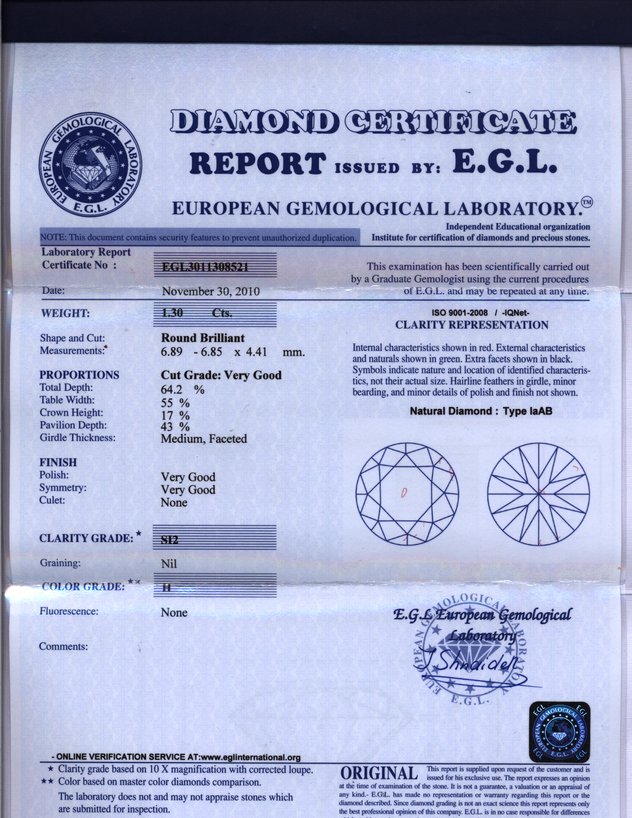 EUROPEAN GEMOLOGICAL LABORATORY
E.G.L.
DIAMOND CERTIFICATE
REPORT ISSUED BY: E.G.L.
EUROPEAN GEMOLOGICAL LABORATORY.™
Independent Educational organization
NOTE: This document contains security features to prevent unauthorized duplication.
Institute for certification of diamonds and precious stones.
Laboratory Report
Certificate No : EGL3011308521
This examination has been scientifically carried out
by a Graduate Gemologist using the current procedures
of E.G.L. and may be repeated at any time.
Date: November 30, 2010
WEIGHT: 1.30 Cts.
ISO 9001-2008 / -IQNet-
CLARITY REPRESENTATION
Shape and Cut: Round Brilliant
Measurements:* 6.89 - 6.85 x 4.41 mm.
Internal characteristics shown in red. External characteristics
and naturals shown in green. Extra facets shown in black.
Symbols indicate nature and location of identified characteris-
tics, not their actual size. Hairline feathers in girdle, minor
bearding, and minor details of polish and finish not shown.
PROPORTIONS Cut Grade: Very Good
Total Depth: 64.2 %
Table Width: 55 %
Crown Height: 17 %
Pavilion Depth: 43 %
Girdle Thickness: Medium, Faceted
Natural Diamond : Type IaAB
FINISH
Polish: Very Good
Symmetry: Very Good
Culet: None
CLARITY GRADE: * SI2
Graining: Nil
COLOR GRADE: ** H
Fluorescence: None
Comments:
E.G.L European Gemological
Laboratory
EUROPEAN GEMOLOGICAL LABORATORY
E.G.L.
EGL EGL
EGL EGL
- ONLINE VERIFICATION SERVICE AT:www.eglinternational.org
★ Clarity grade based on 10 X magnification with corrected loupe.
★★ Color based on master color diamonds comparison.
The laboratory does not and may not appraise stones which
are submitted for inspection.
ORIGINAL This report is supplied upon request of the customer and is
issued for his exclusive use. The report expresses an opinion
at the time of examination of the stone. It is not a guarantee, a valuation or an appraisal of
any kind.- E.G.L. has made no representation or warranty regarding this report or the
diamond described. Since diamond grading is not an exact science this report represents only
the best professional opinion of this company. E.G.L. is in no case responsible for differences